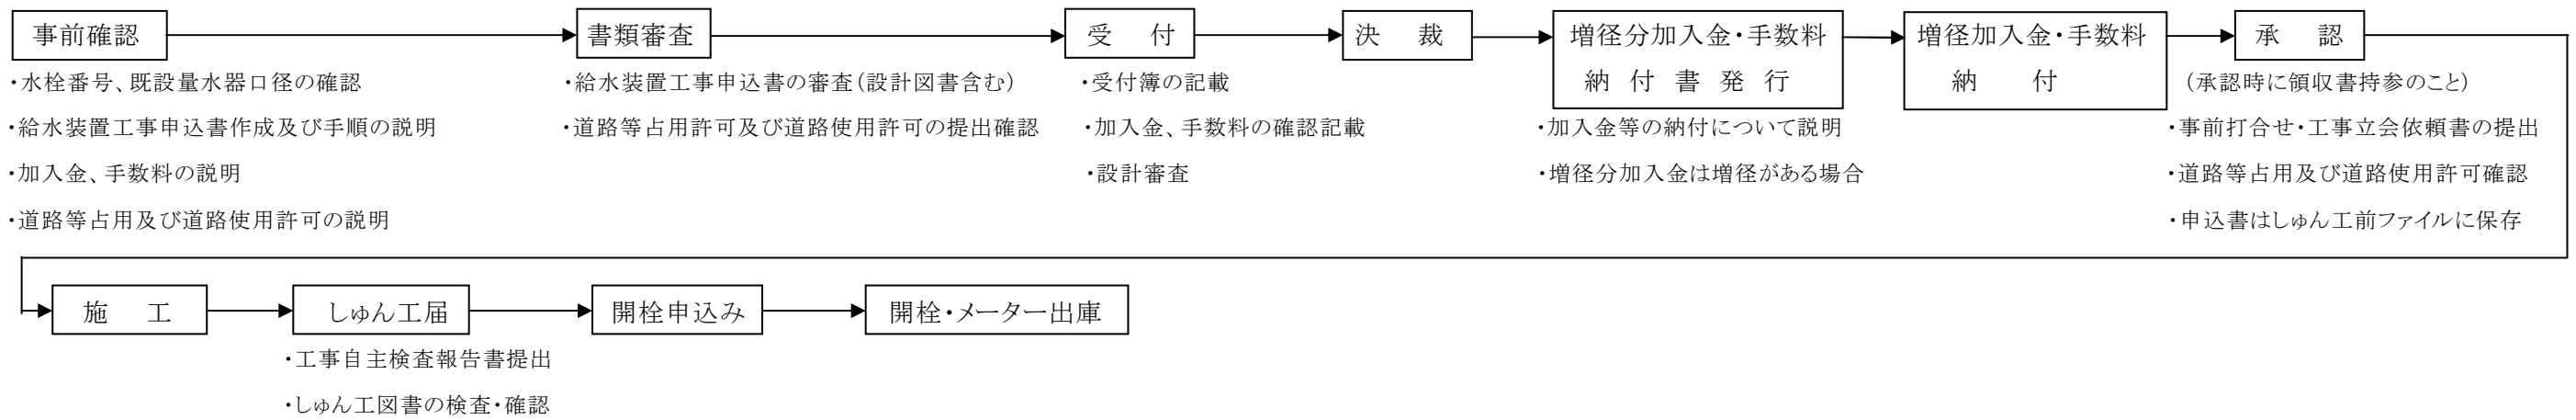 事前確認
・水栓番号、既設量水器口径の確認
・給水装置工事申込書作成及び手順の説明
・加入金、手数料の説明
・道路等占用及び道路使用許可の説明
書類審査
・給水装置工事申込書の審査(設計図書含む)
・道路等占用許可及び道路使用許可の提出確認
受　付
・受付簿の記載
・加入金、手数料の確認記載
・設計審査
決　裁
増径分加入金・手数料
納 付 書 発 行
・加入金等の納付について説明
・増径分加入金は増径がある場合
増径加入金・手数料
納　　付
承　認
(承認時に領収書持参のこと)
・事前打合せ・工事立会依頼書の提出
・道路等占用及び道路使用許可確認
・申込書はしゅん工前ファイルに保存
施　工
しゅん工届
・工事自主検査報告書提出
・しゅん工図書の検査・確認
開栓申込み
開栓・メーター出庫